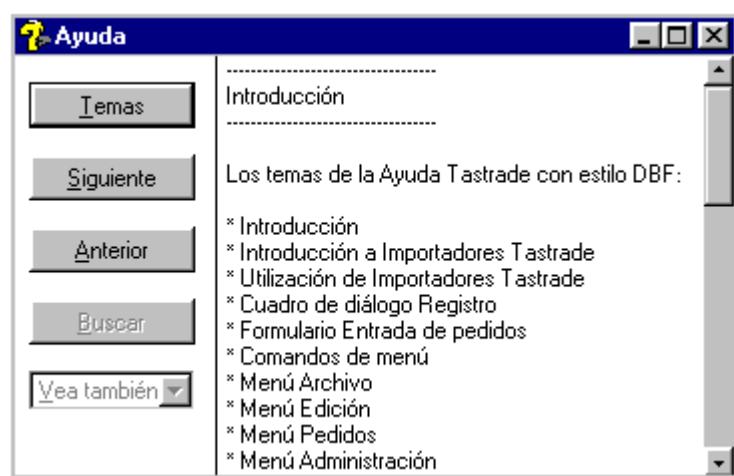 Ayuda
Temas
Siguiente
Anterior
Buscar
Vea también
---------------------------------
Introducción
---------------------------------
Los temas de la Ayuda Tastrade con estilo DBF:
* Introducción
* Introducción a Importadores Tastrade
* Utilización de Importadores Tastrade
* Cuadro de diálogo Registro
* Formulario Entrada de pedidos
* Comandos de menú
* Menú Archivo
* Menú Edición
* Menú Pedidos
* Menú Administración